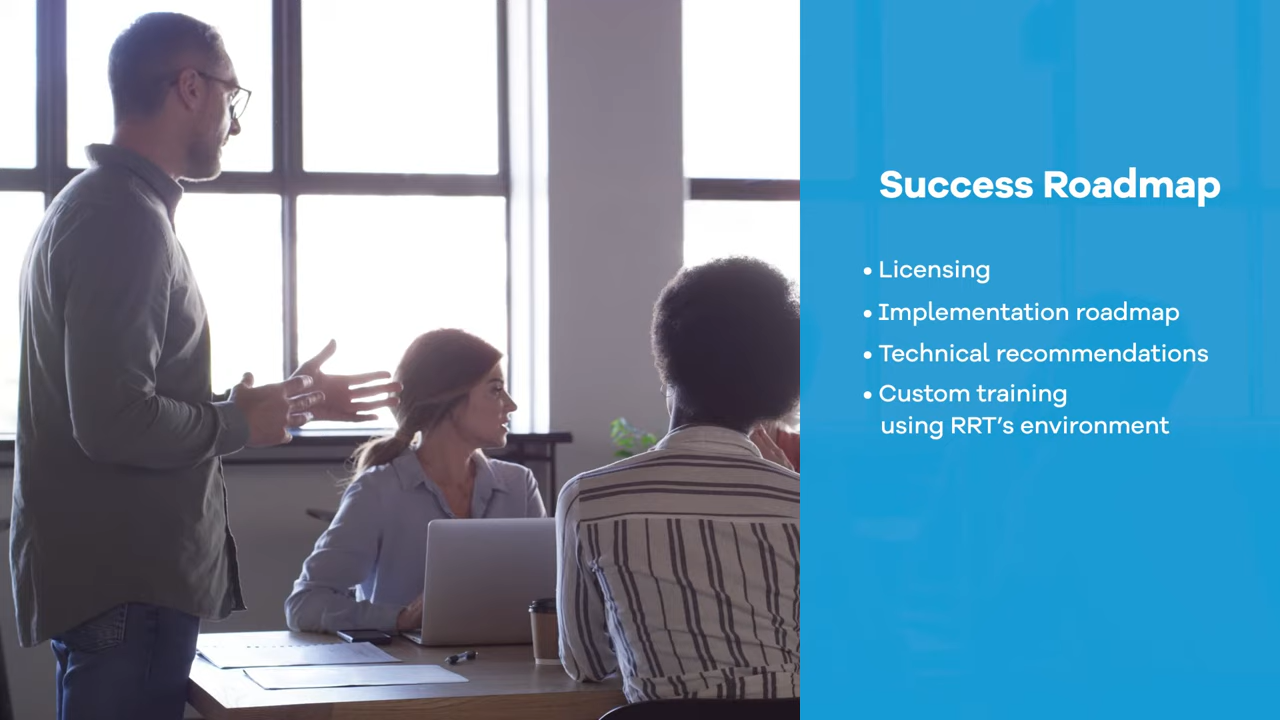 Success Roadmap
• Licensing
• Implementation roadmap
• Technical recommendations
• Custom training
using RRT’s environment